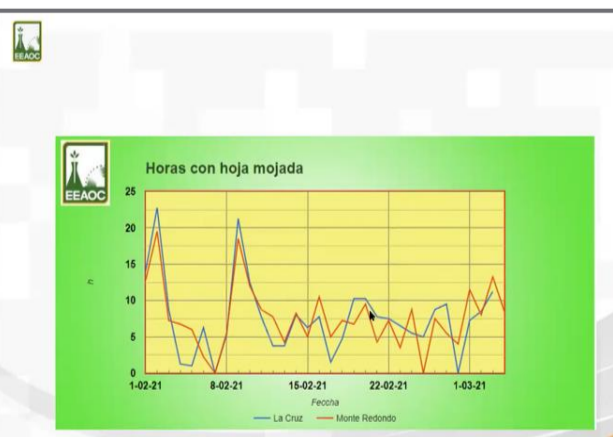 EEAOC
EEAOC
Horas con hoja mojada
25
20
15
10
5
0
n
1-02-21 8-02-21 15-02-21 22-02-21 1-03-21
Feccha
La Cruz Monte Redondo